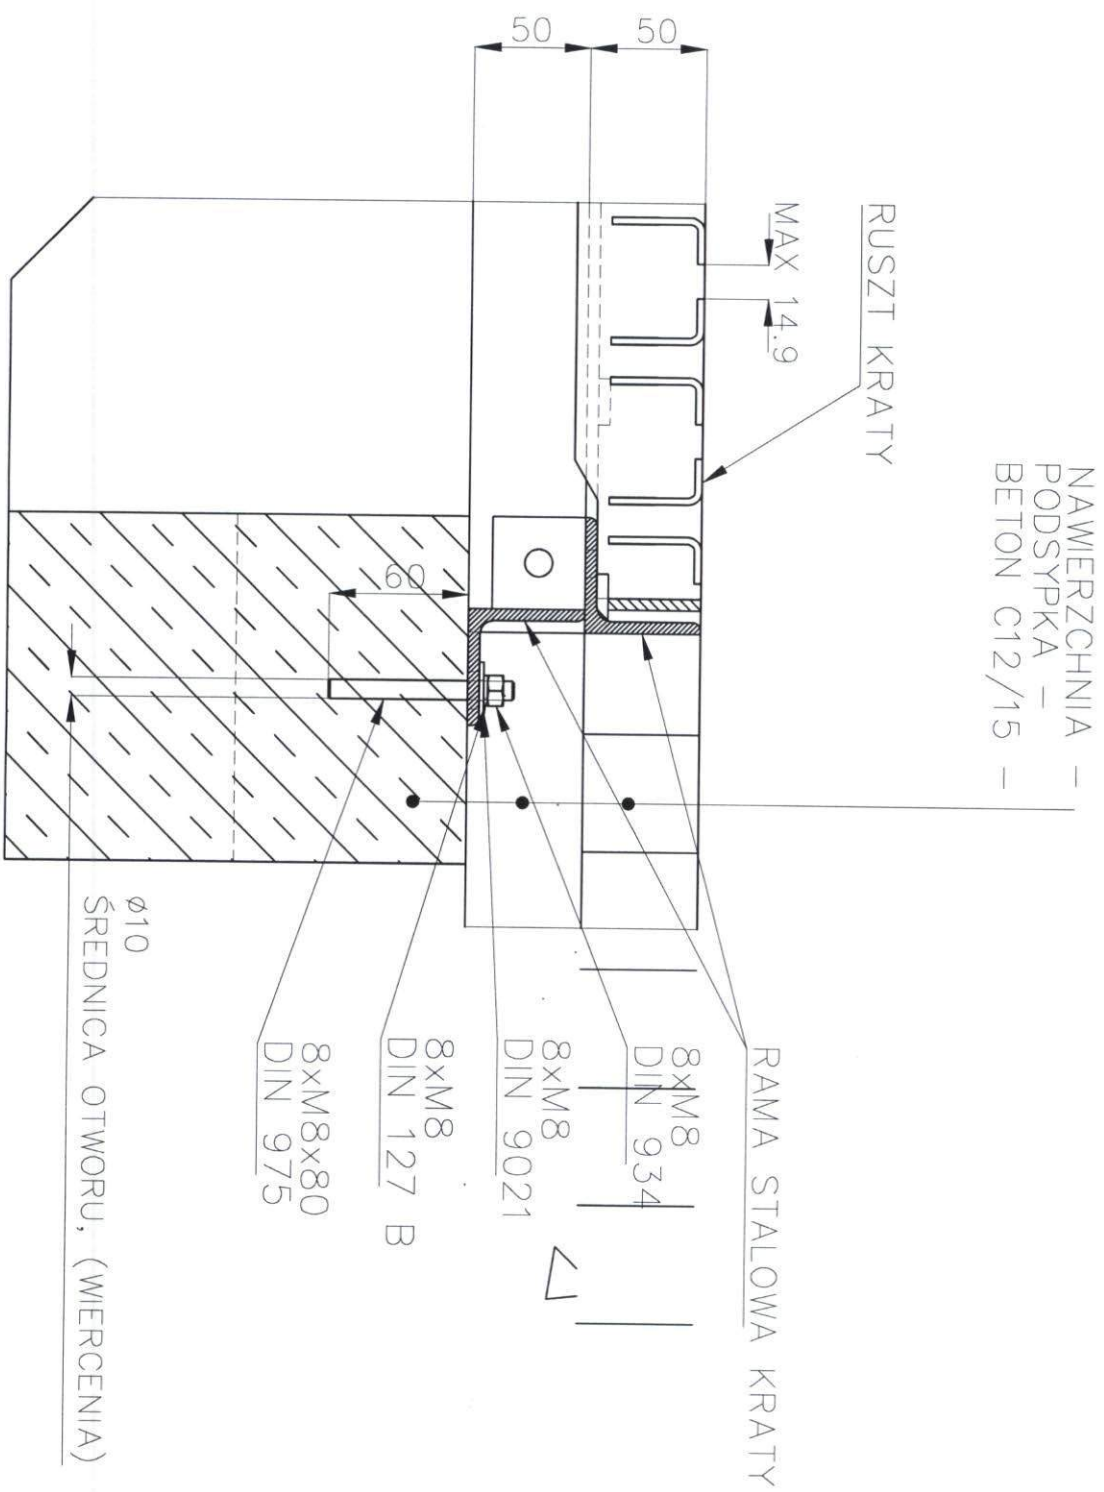 NAWIERZCHNIA –
PODSYPKA –
BETON C12/15 –
RUSZT KRATY
MAX 14.9
50
50
60
RAMA STALOWA KRATY
8xM8
DIN 934
8xM8
DIN 9021
8xM8
DIN 127 B
8xM8x80
DIN 975
ø10
ŚREDNICA OTWORU, (WIERCENIA)